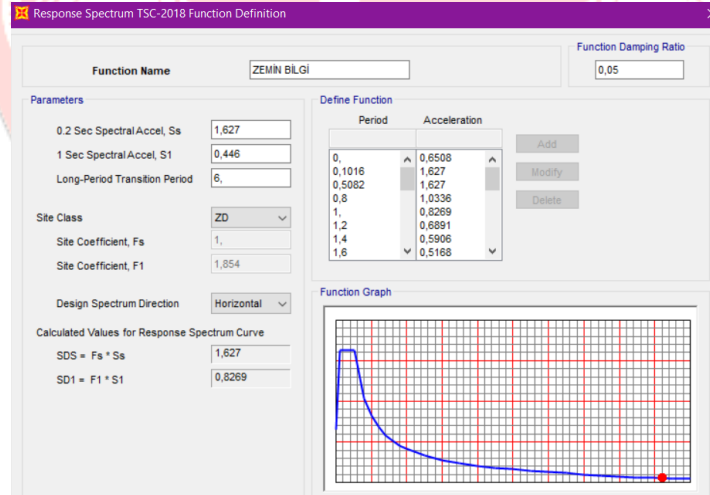 Response Spectrum TSC-2018 Function Definition
Function Damping Ratio
Function Name
ZEMİN BİLGİ
0,05
Parameters
0.2 Sec Spectral Accel, Ss
1,627
1 Sec Spectral Accel, S1
0,446
Long-Period Transition Period
6,
Site Class
ZD
Site Coefficient, Fs
1,
Site Coefficient, F1
1,854
Design Spectrum Direction
Horizontal
Calculated Values for Response Spectrum Curve
SDS = Fs * Ss
1,627
SD1 = F1 * S1
0,8269
Define Function
Period Acceleration
0, 0,6508
0,1016 1,627
0,5082 1,627
0,8 1,0336
1, 0,8269
1,2 0,6891
1,4 0,5906
1,6 0,5168
Add
Modify
Delete
Function Graph